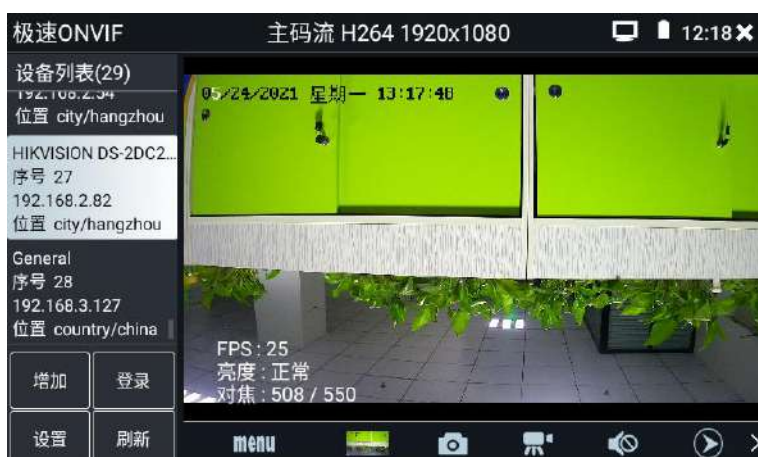 极速ONVIF
主码流 H264 1920x1080
12:18
设备列表(29)
192.168.2.54
位置 city/hangzhou
HIKVISION DS-2DC2...
序号 27
192.168.2.82
位置 city/hangzhou
General
序号 28
192.168.3.127
位置 country/china
增加
登录
设置
刷新
05/24/2021 星期一 13:17:48
FPS : 25
亮度 : 正常
对焦 : 508 / 550
menu